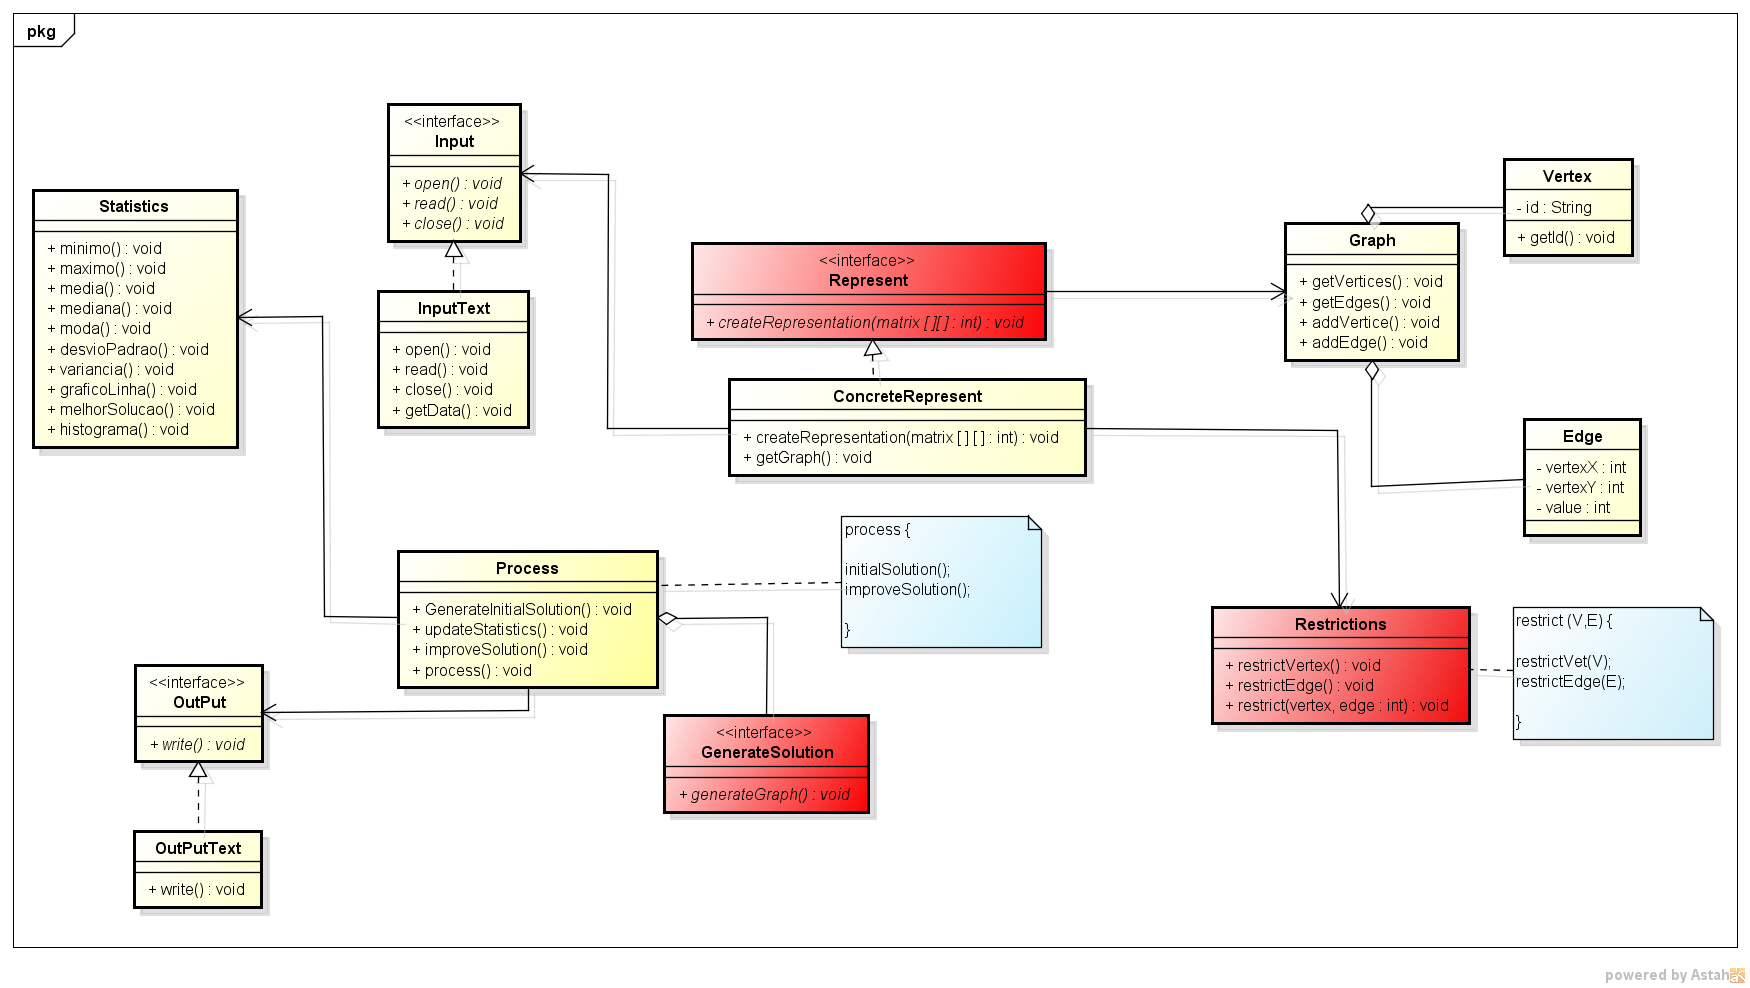 pkg
<<interface>>
Input
+ open() : void
+ read() : void
+ close() : void
Vertex
- id : String
+ getId() : void
Statistics
+ minimo() : void
+ maximo() : void
+ media() : void
+ mediana() : void
+ moda() : void
+ desvioPadrao() : void
+ variancia() : void
+ graficoLinha() : void
+ melhorSolucao() : void
+ histograma() : void
InputText
+ open() : void
+ read() : void
+ close() : void
+ getData() : void
<<interface>>
Represent
+ createRepresentation(matrix [ ][ ] : int) : void
Graph
+ getVertices() : void
+ getEdges() : void
+ addVertice() : void
+ addEdge() : void
ConcreteRepresent
+ createRepresentation(matrix [ ] [ ] : int) : void
+ getGraph() : void
Edge
- vertexX : int
- vertexY : int
- value : int
Process
+ GenerateInitialSolution() : void
+ updateStatistics() : void
+ improveSolution() : void
+ process() : void
process {
initialSolution();
improveSolution();
}
Restrictions
+ restrictVertex() : void
+ restrictEdge() : void
+ restrict(vertex, edge : int) : void
restrict (V,E) {
restrictVet(V);
restrictEdge(E);
}
<<interface>>
OutPut
+ write() : void
<<interface>>
GenerateSolution
+ generateGraph() : void
OutPutText
+ write() : void
powered by Astah